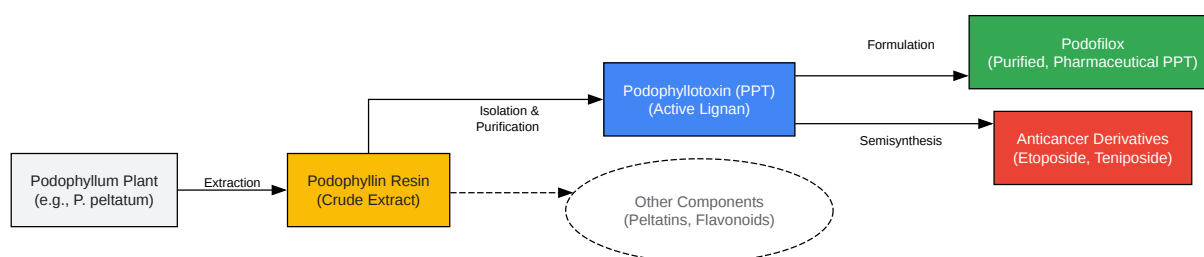 Podophyllum Plant
(e.g., P. peltatum)
Extraction
Podophyllin Resin
(Crude Extract)
Isolation &
Purification
Podophyllotoxin (PPT)
(Active Lignan)
Other Components
(Peltatins, Flavonoids)
Formulation
Podofilox
(Purified, Pharmaceutical PPT)
Semisynthesis
Anticancer Derivatives
(Etoposide, Teniposide)